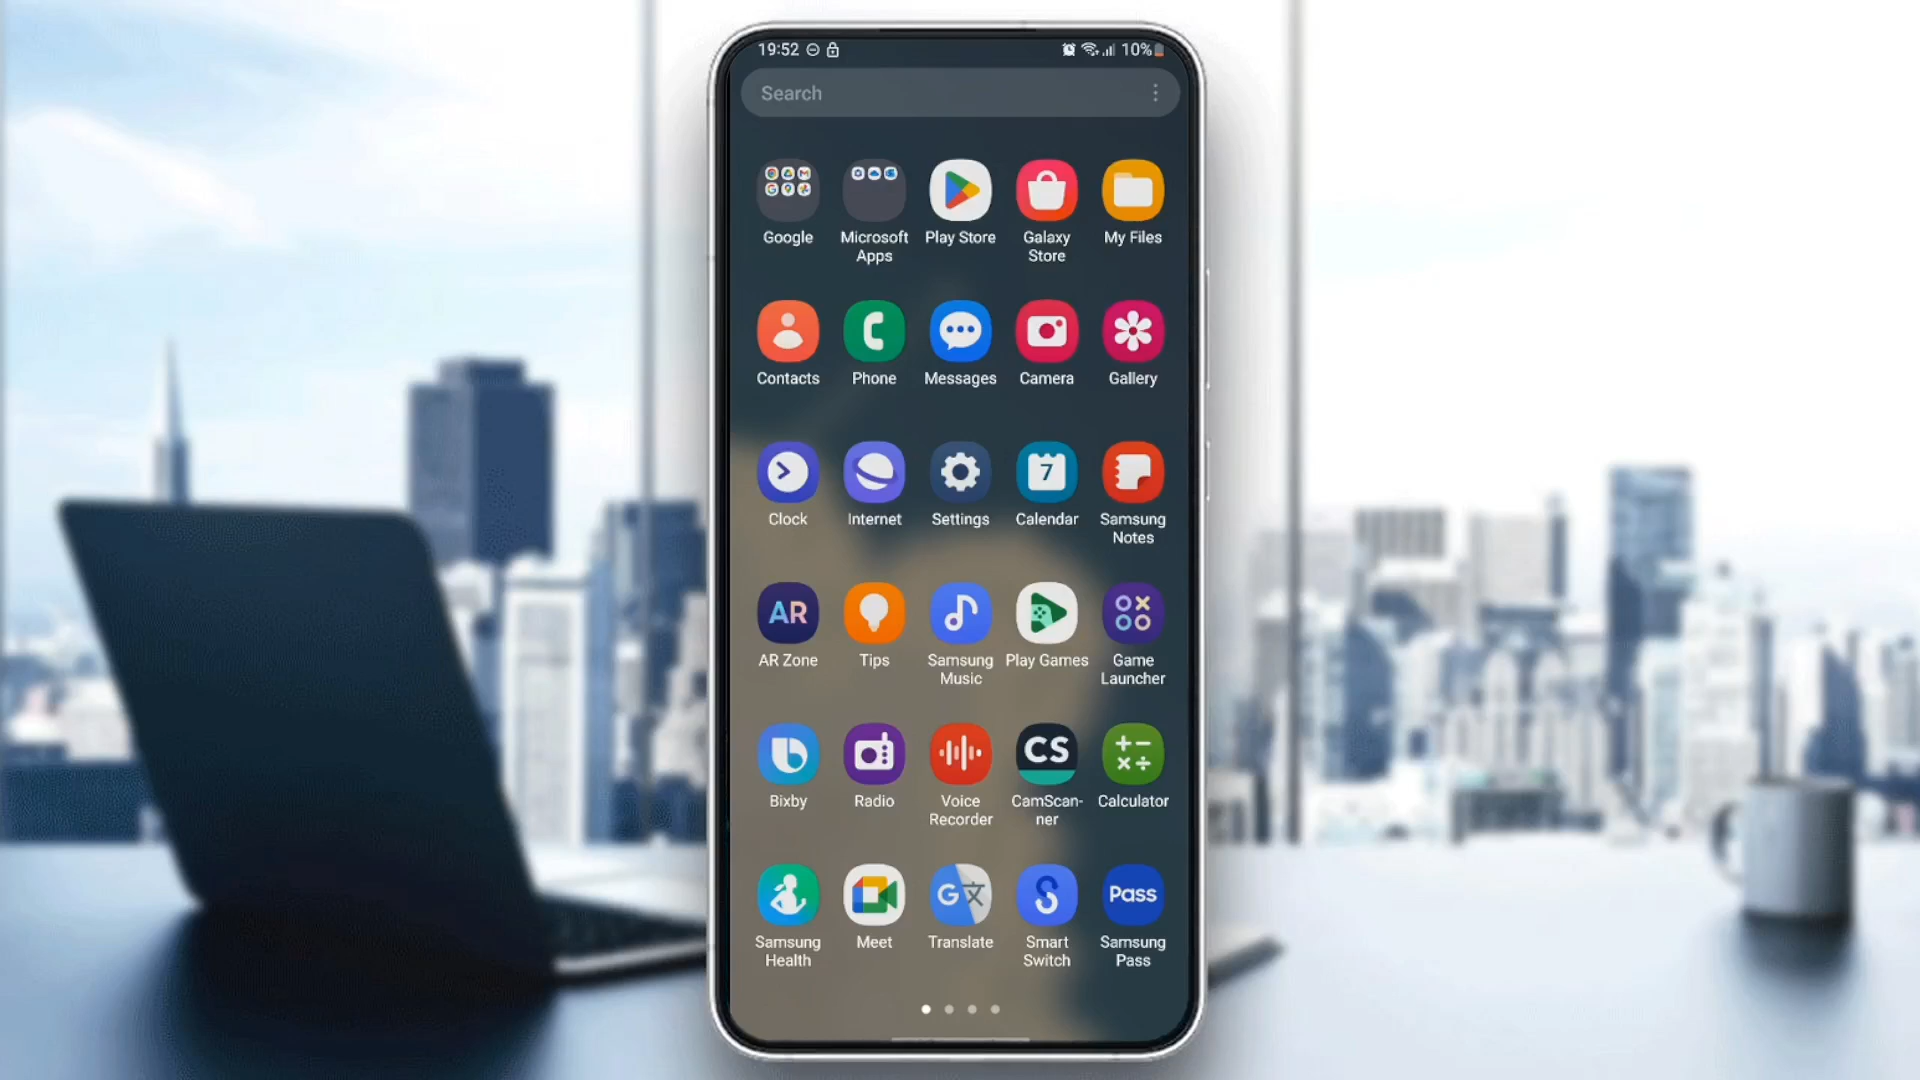 19:52 10%
Search
Google Microsoft Apps Play Store Galaxy Store My Files
Contacts Phone Messages Camera Gallery
7
Clock Internet Settings Calendar Samsung Notes
AR
AR Zone Tips Samsung Music Play Games Game Launcher
CS
Bixby Radio Voice Recorder CamScan-ner Calculator
G文 Pass
Samsung Health Meet Translate Smart Switch Samsung Pass